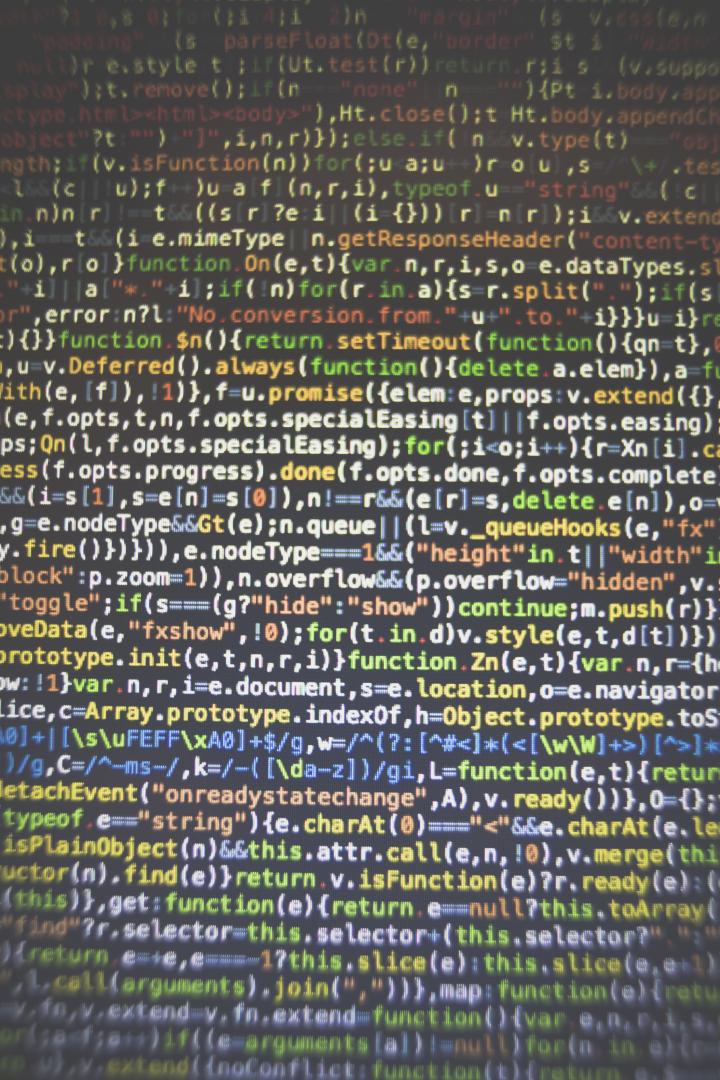 "margin" (s v.css(e,n
"padding" (s parseFloat(Dt(e,"border" $t i "width
null)r e.style t ;if(Ut.test(r))return.r;i s (v.suppo
splay");t.remove();if(n "none" n ""){Pt i.body.app
ctype.html><html><body>"),Ht.close();t Ht.body.appendCh
object"?t:"")+"]",i,n,r)});else.if( n v.type(t) "obj
ngth;if(v.isFunction(n))for(;u a;u )r o[u],s \+/.tes
<l&&(c||!u);f )u a[f](n,r,i),typeof.u=="string"&&(!c|
in.n)n[r]!==t&&((s[r]?e:i||(i={}))[r]=n[r]);i&&v.extend
),i===t&&(i=e.mimeType||n.getResponseHeader("content-ty
t(o),r[o]}function.On(e,t){var.n,r,i,s,o=e.dataTypes.sl
."+i]||a["*."+i];if(!n)for(r.in.a){s=r.split(".");if(s[
or",error:n?l:"No.conversion.from."+u+".to."+i}}}u=i}re
t){}}function.$n(){return.setTimeout(function(){qn=t},0
,u=v.Deferred().always(function(){delete.a.elem}),a=fu
With(e,[f]),!1)},f=u.promise({elem:e,props:v.extend({}
(e,f.opts,t,n,f.opts.specialEasing[t]||f.opts.easing);
ps;Qn(l,f.opts.specialEasing);for(;i<o;i++){r=Xn[i].ca
ess(f.opts.progress).done(f.opts.done,f.opts.complete
&&(i=s[1],s=e[n]=s[0]),n!==r&&(e[r]=s,delete.e[n]),o=
,g=e.nodeType&&Gt(e);n.queue||(l=v._queueHooks(e,"fx"
y.fire()})})),e.nodeType===1&&("height"in.t||"width"in
block":p.zoom=1)),n.overflow&&(p.overflow="hidden",v.
"toggle";if(s===(g?"hide":"show"))continue;m.push(r)}
oveData(e,"fxshow",!0);for(t.in.d)v.style(e,t,d[t])})
prototype.init(e,t,n,r,i)}function.Zn(e,t){var.n,r={h
ow:!1}var.n,r,i=e.document,s=e.location,o=e.navigator
lice,c=Array.prototype.indexOf,h=Object.prototype.toS
A0]+|[\s\uFEFF\xA0]+$/g,w=/^(?:[^#<]*(<[\w\W]+>)[^>]*
)/g,C=/^-ms-/,k=/-([\da-z])/gi,L=function(e,t){return
detachEvent("onreadystatechange",A),v.ready())},O={};
typeof.e=="string"){e.charAt(0)==="<"&&e.charAt(e.le
isPlainObject(n)&&this.attr.call(e,n,!0),v.merge(thi
uctor(n).find(e)}return.v.isFunction(e)?r.ready(e):(
(this)},get:function(e){return.e==null?this.toArray(
"find"?r.selector=this.selector+(this.selector?" ":"
){return.e=+e,e===-1?this.slice(e):this.slice(e,e+1)
",l.call(arguments).join(","))},map:function(e){retu
=v.fn,v.extend=v.fn.extend=function(){var.e,n,r,i,s,
or(;a<f;a++)if((e=arguments[a])!=null)for(n in e){r=
u},v.extend({noConflict:function(t){return.e